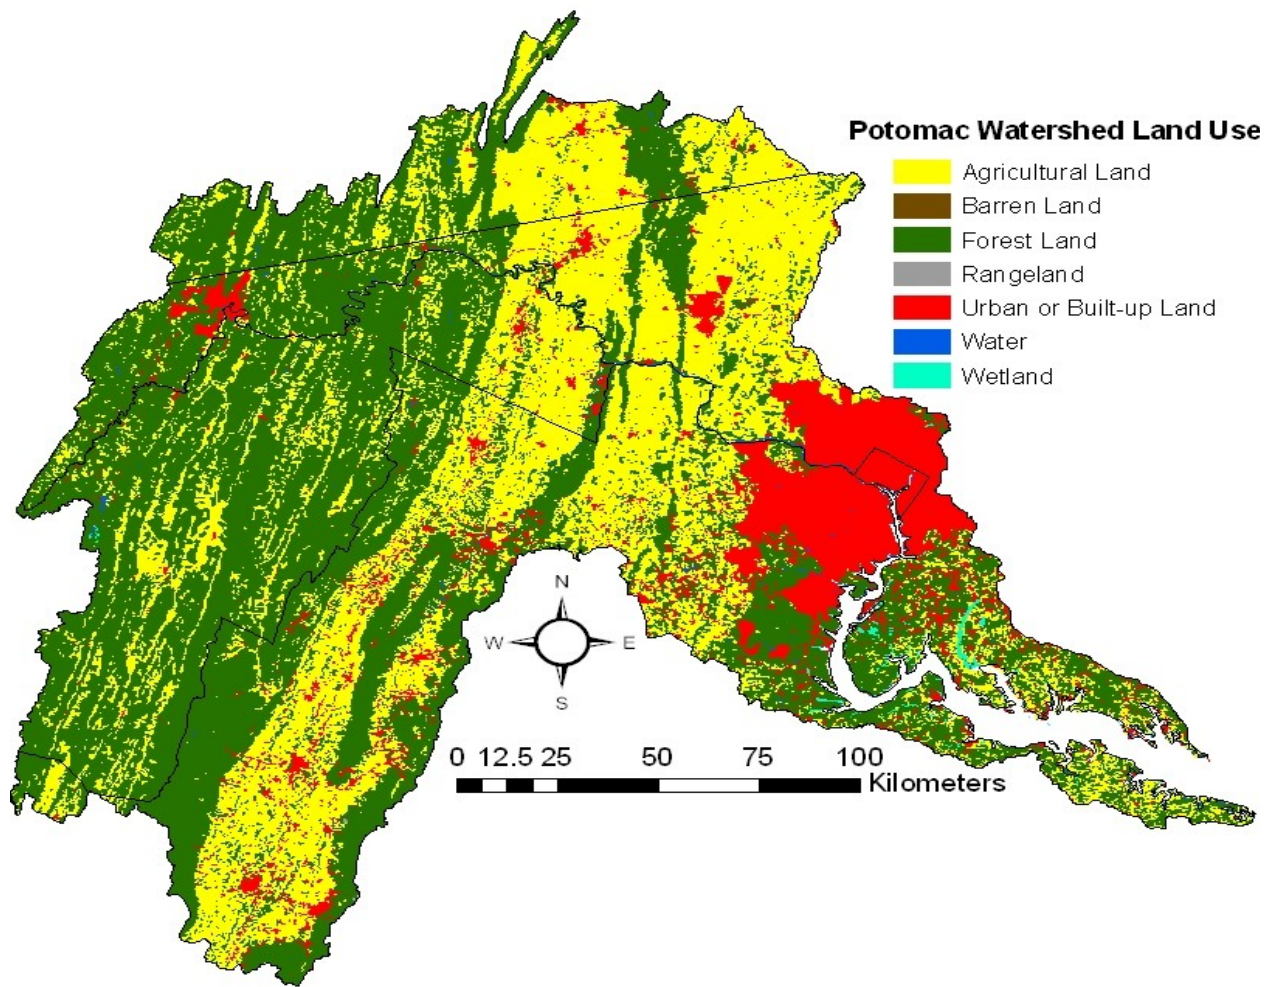 Potomac Watershed Land Use
Agricultural Land
Barren Land
Forest Land
Rangeland
Urban or Built-up Land
Water
Wetland
N
W E
S
0 12.5 25 50 75 100
Kilometers